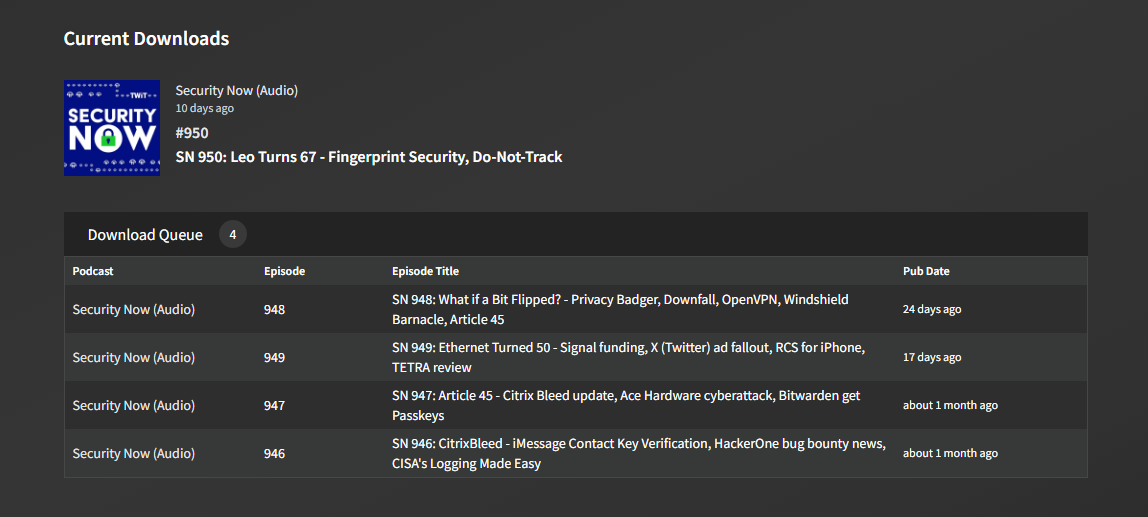 Current Downloads
TWiT
SECURITY
NOW
Security Now (Audio)
10 days ago
#950
SN 950: Leo Turns 67 - Fingerprint Security, Do-Not-Track
Download Queue 4
Podcast Episode Episode Title Pub Date
Security Now (Audio) 948 SN 948: What if a Bit Flipped? - Privacy Badger, Downfall, OpenVPN, Windshield
Barnacle, Article 45 24 days ago
Security Now (Audio) 949 SN 949: Ethernet Turned 50 - Signal funding, X (Twitter) ad fallout, RCS for iPhone,
TETRA review 17 days ago
Security Now (Audio) 947 SN 947: Article 45 - Citrix Bleed update, Ace Hardware cyberattack, Bitwarden get
Passkeys about 1 month ago
Security Now (Audio) 946 SN 946: CitrixBleed - iMessage Contact Key Verification, HackerOne bug bounty news,
CISA's Logging Made Easy about 1 month ago